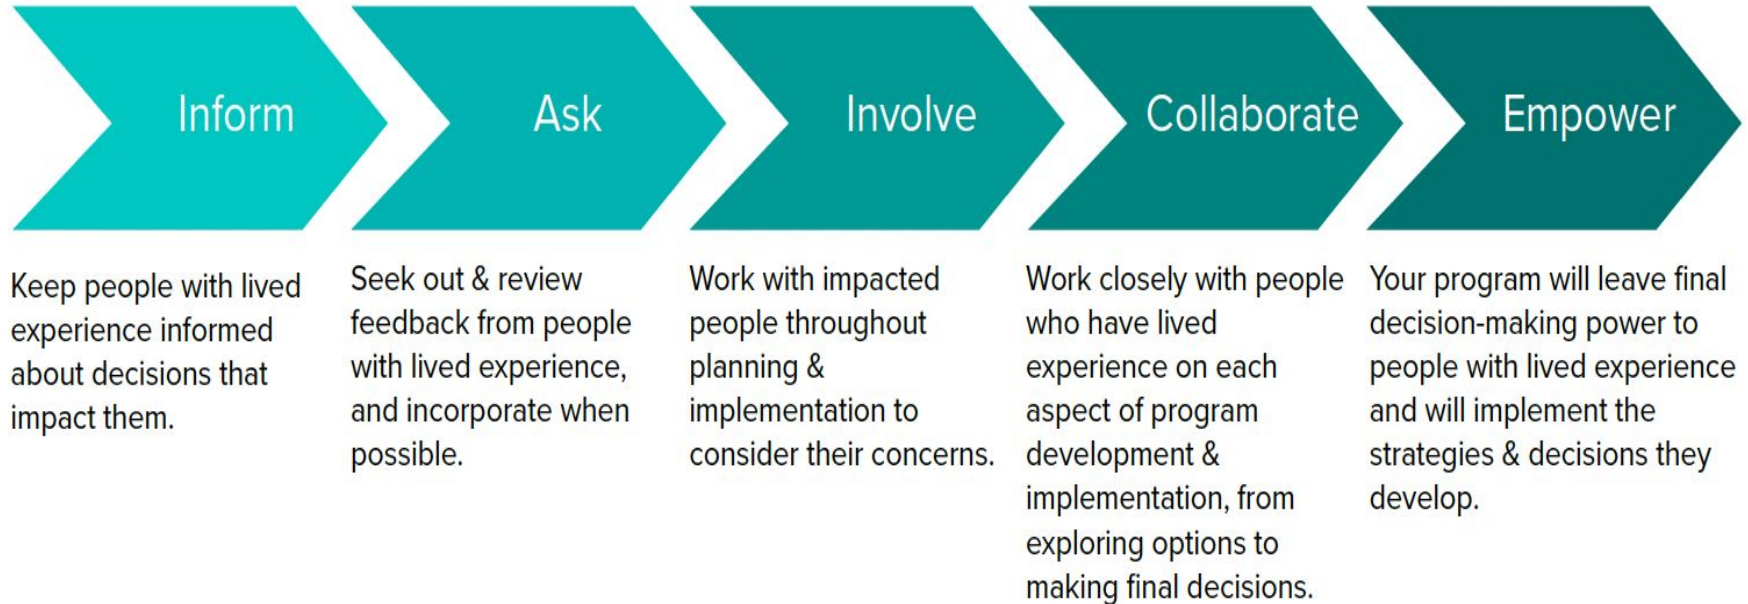 Inform
Ask
Involve
Collaborate
Empower
Keep people with lived
experience informed
about decisions that
impact them.
Seek out & review
feedback from people
with lived experience,
and incorporate when
possible.
Work with impacted
people throughout
planning &
implementation to
consider their concerns.
Work closely with people
who have lived
experience on each
aspect of program
development &
implementation, from
exploring options to
making final decisions.
Your program will leave final
decision-making power to
people with lived experience
and will implement the
strategies & decisions they
develop.